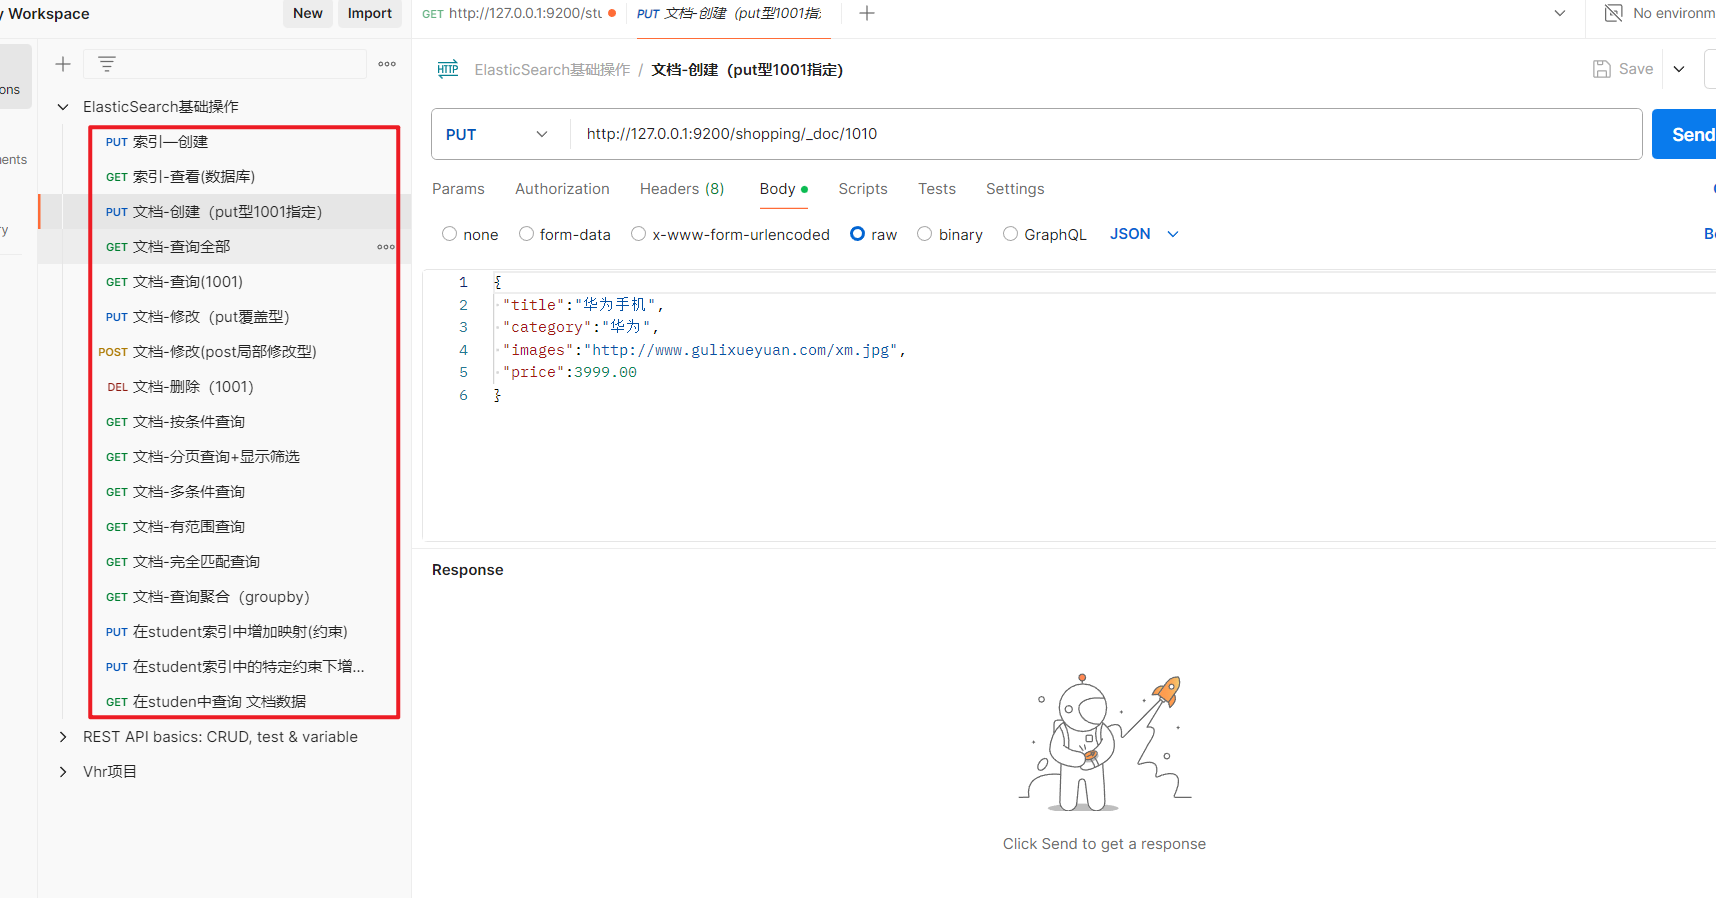 y Workspace
New
Import
GET http://127.0.0.1:9200/stu
PUT 文档-创建（put型1001指
No environm
ElasticSearch基础操作 / 文档-创建（put型1001指定)
Save
ons
ents
ry
ElasticSearch基础操作
PUT 索引—创建
GET 索引-查看(数据库)
PUT 文档-创建（put型1001指定)
GET 文档-查询全部
GET 文档-查询(1001)
PUT 文档-修改（put覆盖型)
POST 文档-修改(post局部修改型)
DEL 文档-删除（1001)
GET 文档-按条件查询
GET 文档-分页查询+显示筛选
GET 文档-多条件查询
GET 文档-有范围查询
GET 文档-完全匹配查询
GET 文档-查询聚合（groupby)
PUT 在student索引中增加映射(约束)
PUT 在student索引中的特定约束下增...
GET 在studen中查询 文档数据
REST API basics: CRUD, test & variable
Vhr项目
PUT
http://127.0.0.1:9200/shopping/_doc/1010
Send
Params
Authorization
Headers (8)
Body
Scripts
Tests
Settings
none
form-data
x-www-form-urlencoded
raw
binary
GraphQL
JSON
1 {
2 "title":"华为手机",
3 "category":"华为",
4 "images":"http://www.gulixueyuan.com/xm.jpg",
5 "price":3999.00
6 }
Response
HTTP
Click Send to get a response